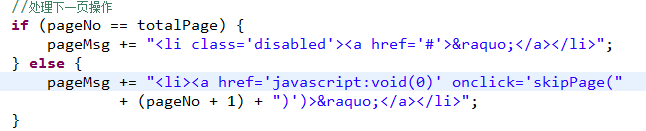 //处理下一页操作
if (pageNo == totalPage) {
pageMsg += "<li class='disabled'><a href='#'>&raquo;</a></li>";
} else {
pageMsg += "<li><a href='javascript:void(0)' onclick='skipPage("
+ (pageNo + 1) + ")')>&raquo;</a></li>";
}